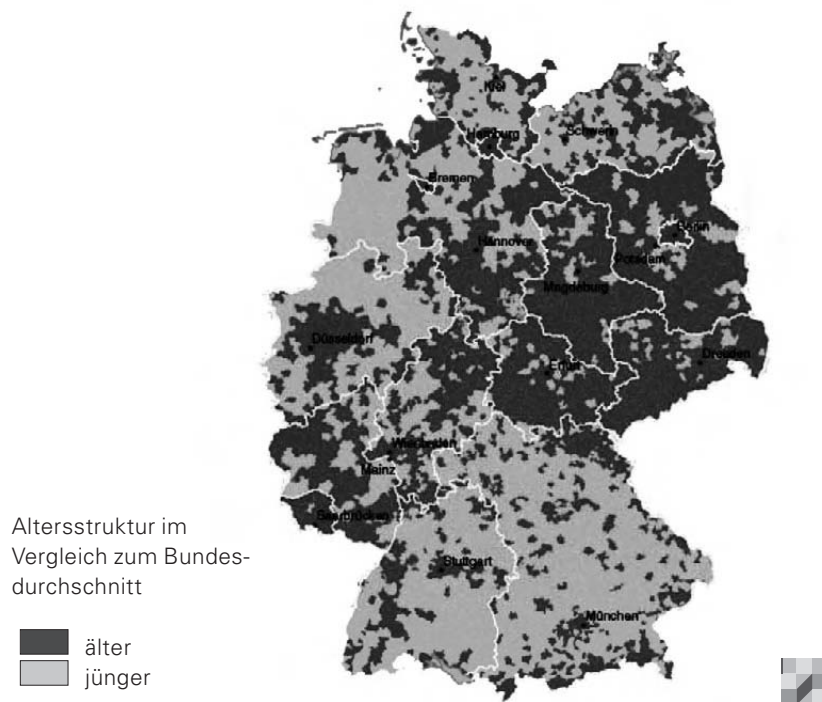 Kiel
Hamburg
Schwerin
Bremen
Berlin
Hannover
Potsdam
Magdeburg
Düsseldorf
Dresden
Erfurt
Wiesbaden
Mainz
Saarbrücken
Stuttgart
München
Altersstruktur im
Vergleich zum Bundes-
durchschnitt
älter
jünger